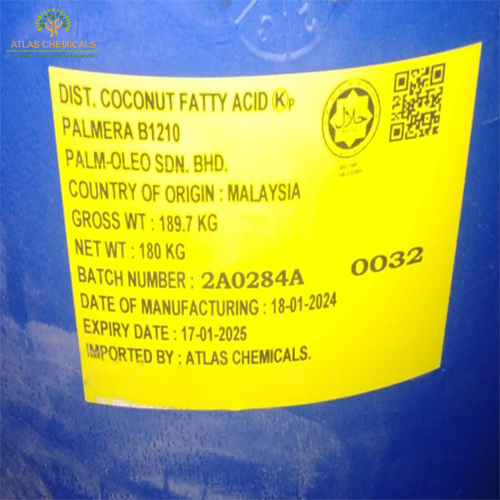 ATLAS CHEMICALS
DIST. COCONUT FATTY ACID Ⓚp
PALMERA B1210
PALM-OLEO SDN. BHD.
COUNTRY OF ORIGIN : MALAYSIA
GROSS WT : 189.7 KG
NET WT : 180 KG
BATCH NUMBER : 2A0284A 0032
DATE OF MANUFACTURING : 18-01-2024
EXPIRY DATE : 17-01-2025
IMPORTED BY : ATLAS CHEMICALS.
حلال